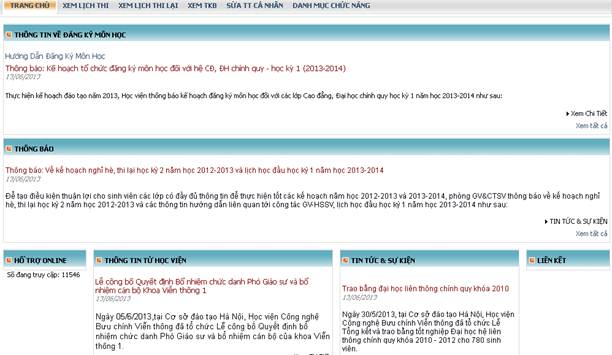 TRANG CHỦ XEM LỊCH THI XEM LỊCH THI LẠI XEM TKB SỬA TT CÁ NHÂN DANH MỤC CHỨC NĂNG
THÔNG TIN VỀ ĐĂNG KÝ MÔN HỌC
Hướng Dẫn Đăng Ký Môn Học
Thông báo: Kế hoạch tổ chức đăng ký môn học đối với hệ CĐ, ĐH chính quy - học kỳ 1 (2013-2014)
13/06/2013
Thực hiện kế hoạch đào tạo năm 2013, Học viện thông báo kế hoạch đăng ký môn học đối với các lớp Cao đẳng, Đại học chính quy học kỳ 1 năm học 2013-2014 như sau:
Xem Chi Tiết
Xem tất cả
THÔNG BÁO
Thông báo: Về kế hoạch nghỉ hè, thi lại học kỳ 2 năm học 2012-2013 và lịch học đầu học kỳ 1 năm học 2013-2014
13/06/2013
Để tạo điều kiện thuận lợi cho sinh viên các lớp có đầy đủ thông tin để thực hiện tốt các kế hoạch năm học 2012-2013 và 2013-2014, phòng GV&CTSV thông báo về kế hoạch nghỉ
hè, thi lại học kỳ 2 năm học 2012-2013 và các thông tin hướng dẫn liên quan tới công tác GV-HSSV, lịch học đầu học kỳ 1 năm học 2013-2014 như sau:
TIN TỨC & SỰ KIỆN
Xem tất cả
HỖ TRỢ ONLINE
Số đang truy cập: 11546
THÔNG TIN TỪ HỌC VIỆN
Lễ công bố Quyết định Bổ nhiệm chức danh Phó Giáo sư và bổ
nhiệm cán bộ Khoa Viễn thông 1
13/06/2013
Ngày 05/6/2013,tại Cơ sở đào tạo Hà Nội, Học viện Công nghệ
Bưu chính Viễn thông đã tổ chức Lễ công bố Quyết định bổ
nhiệm chức danh Phó Giáo sư và bổ nhiệm cán bộ của khoa Viễn
thông 1.
TIN TỨC & SỰ KIỆN
Trao bằng đại học liên thông chính quy khóa 2010
13/06/2013
Ngày 30/5/2013, tại Cơ sở đào tạo Hà Nội, Học viện
Công nghệ Bưu chính Viễn thông đã tổ chức Lễ
Tổng kết và trao bằng tốt nghiệp Đại học hệ liên
thông chính quy khóa 2010 - 2012 cho 780 sinh
viên.
LIÊN KẾT